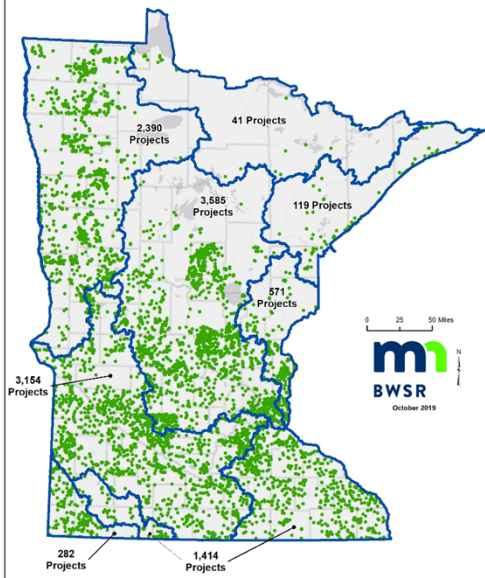 2,390
Projects
41 Projects
3,585
Projects
119 Projects
571
Projects
0 25 50 Miles
mn
N
BWSR
October 2019
3,154
Projects
282
Projects
1,414
Projects